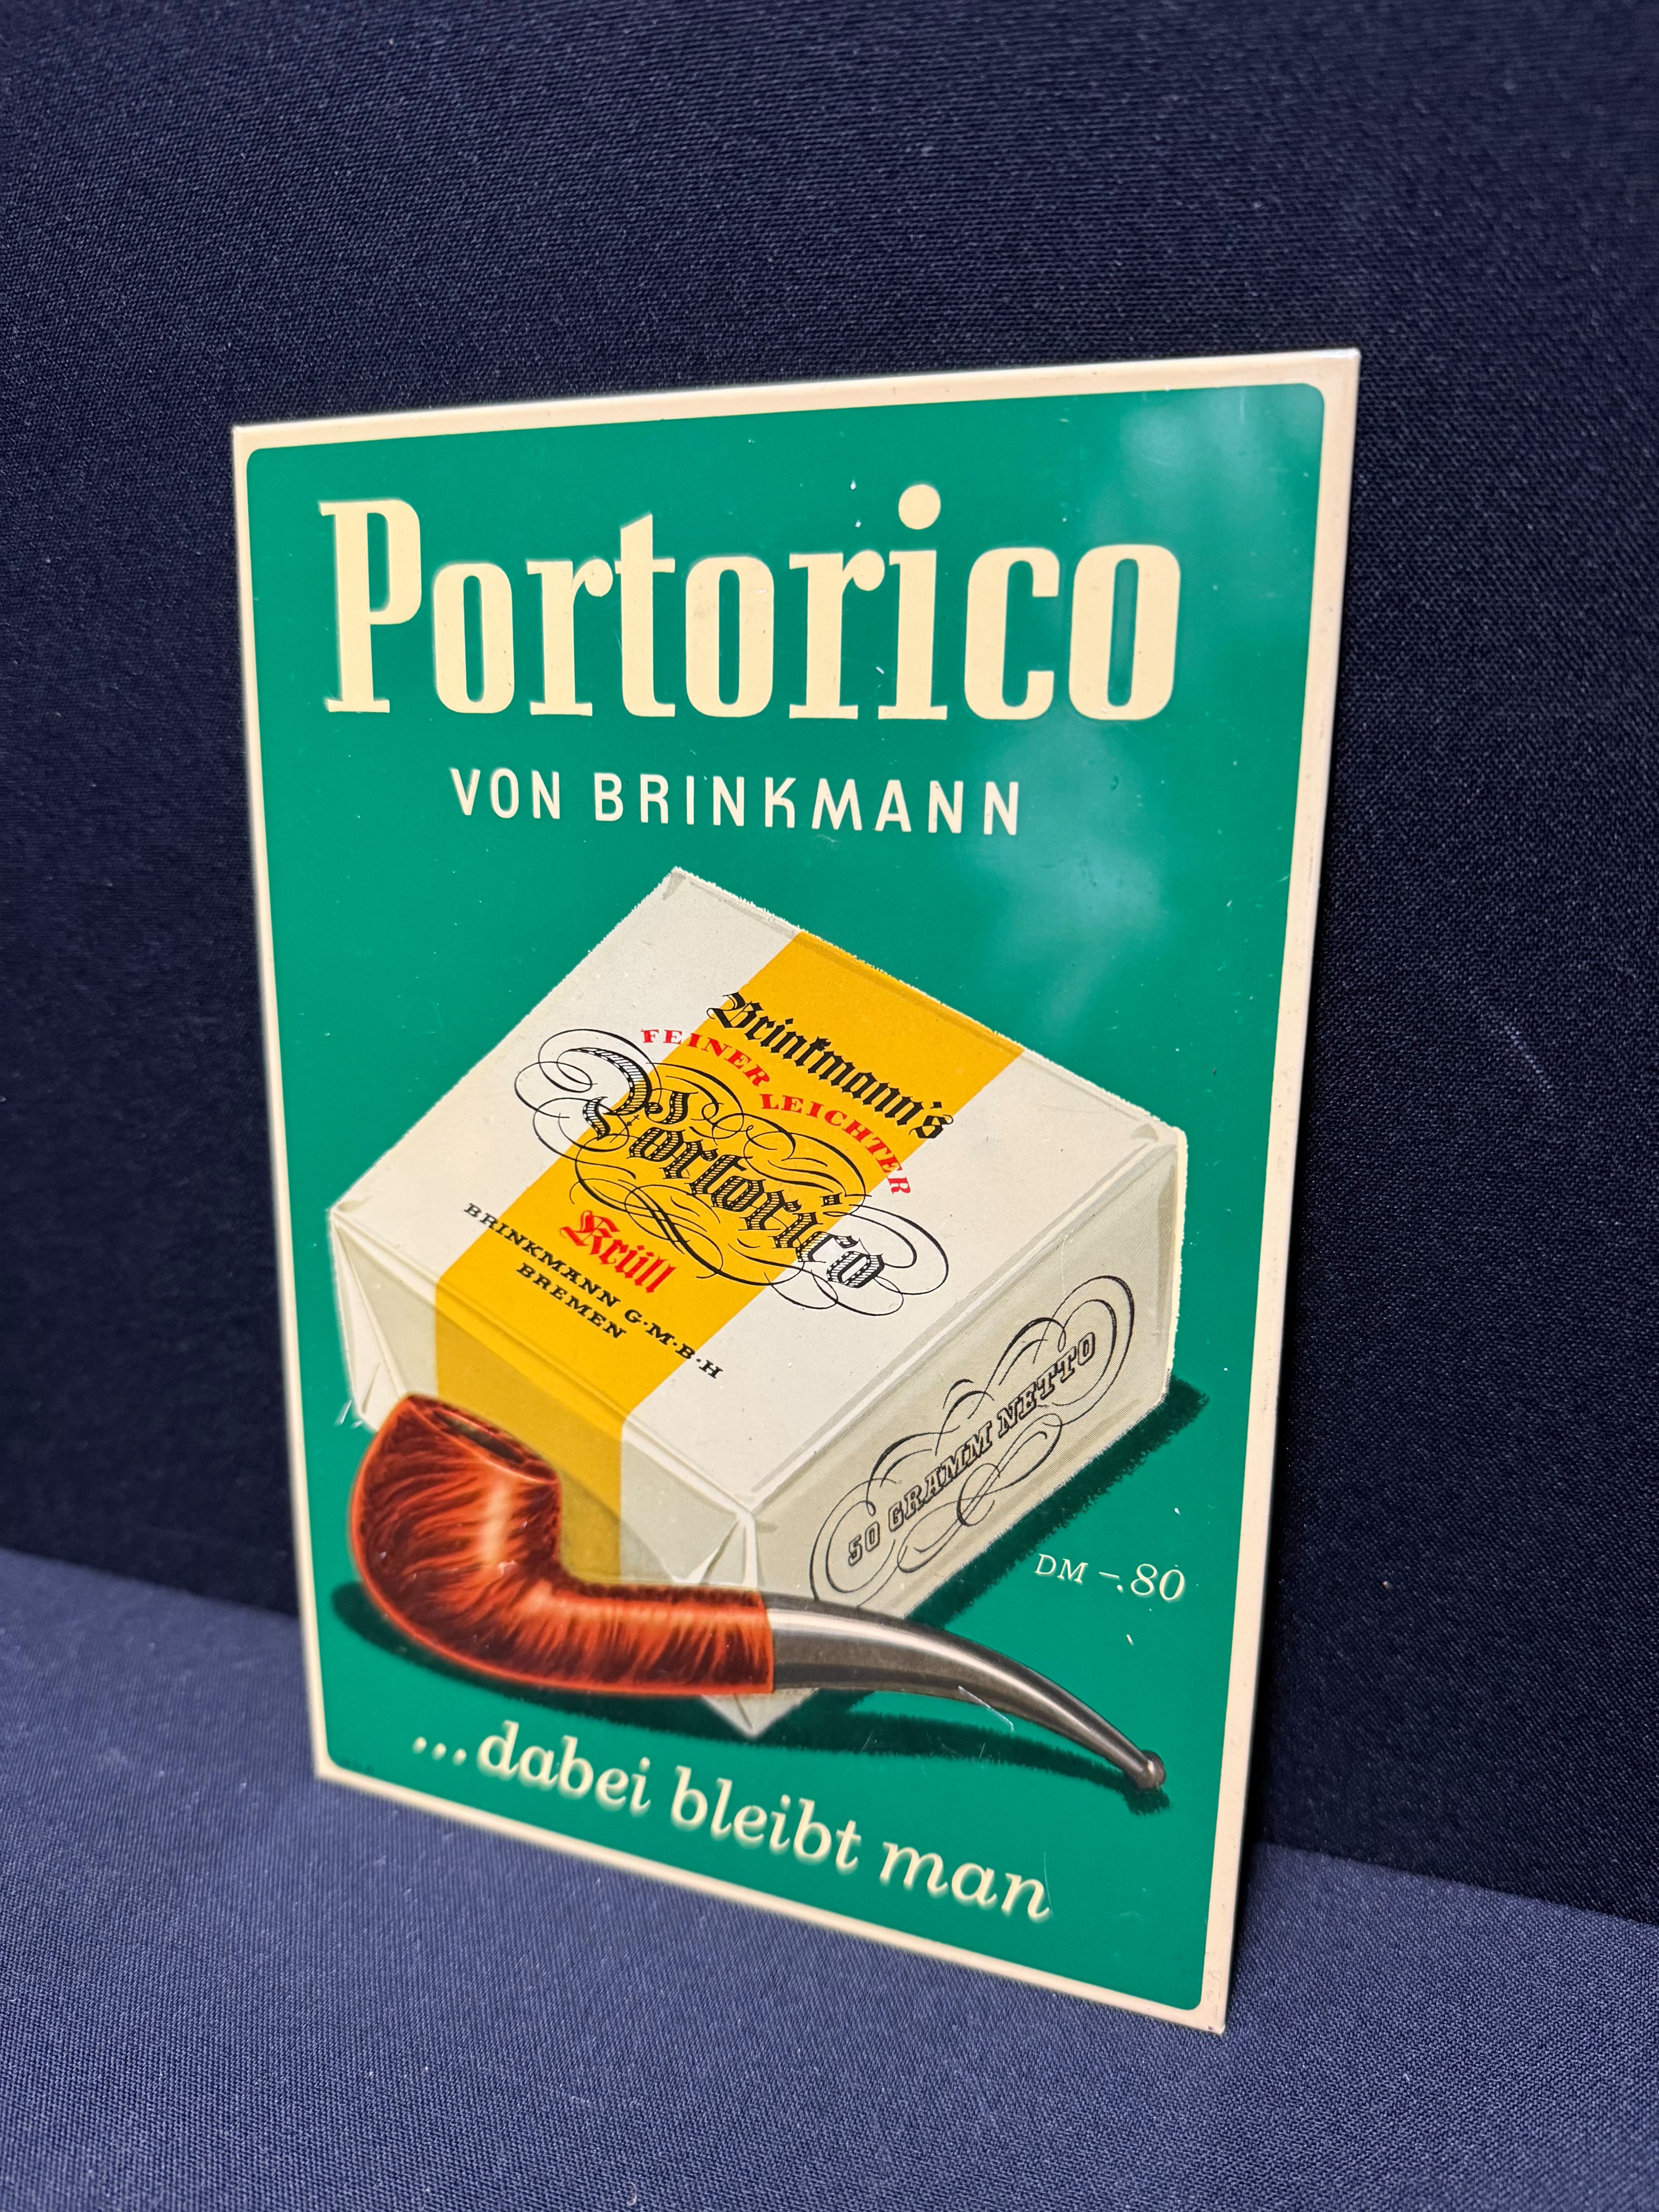 Portorico
VON BRINKMANN
Brinkmann's
FEINER LEICHTER
Portorico
Krüll
BRINKMANN G·M·B·H
BREMEN
50 GRAMM NETTO
DM -.80
...dabei bleibt man